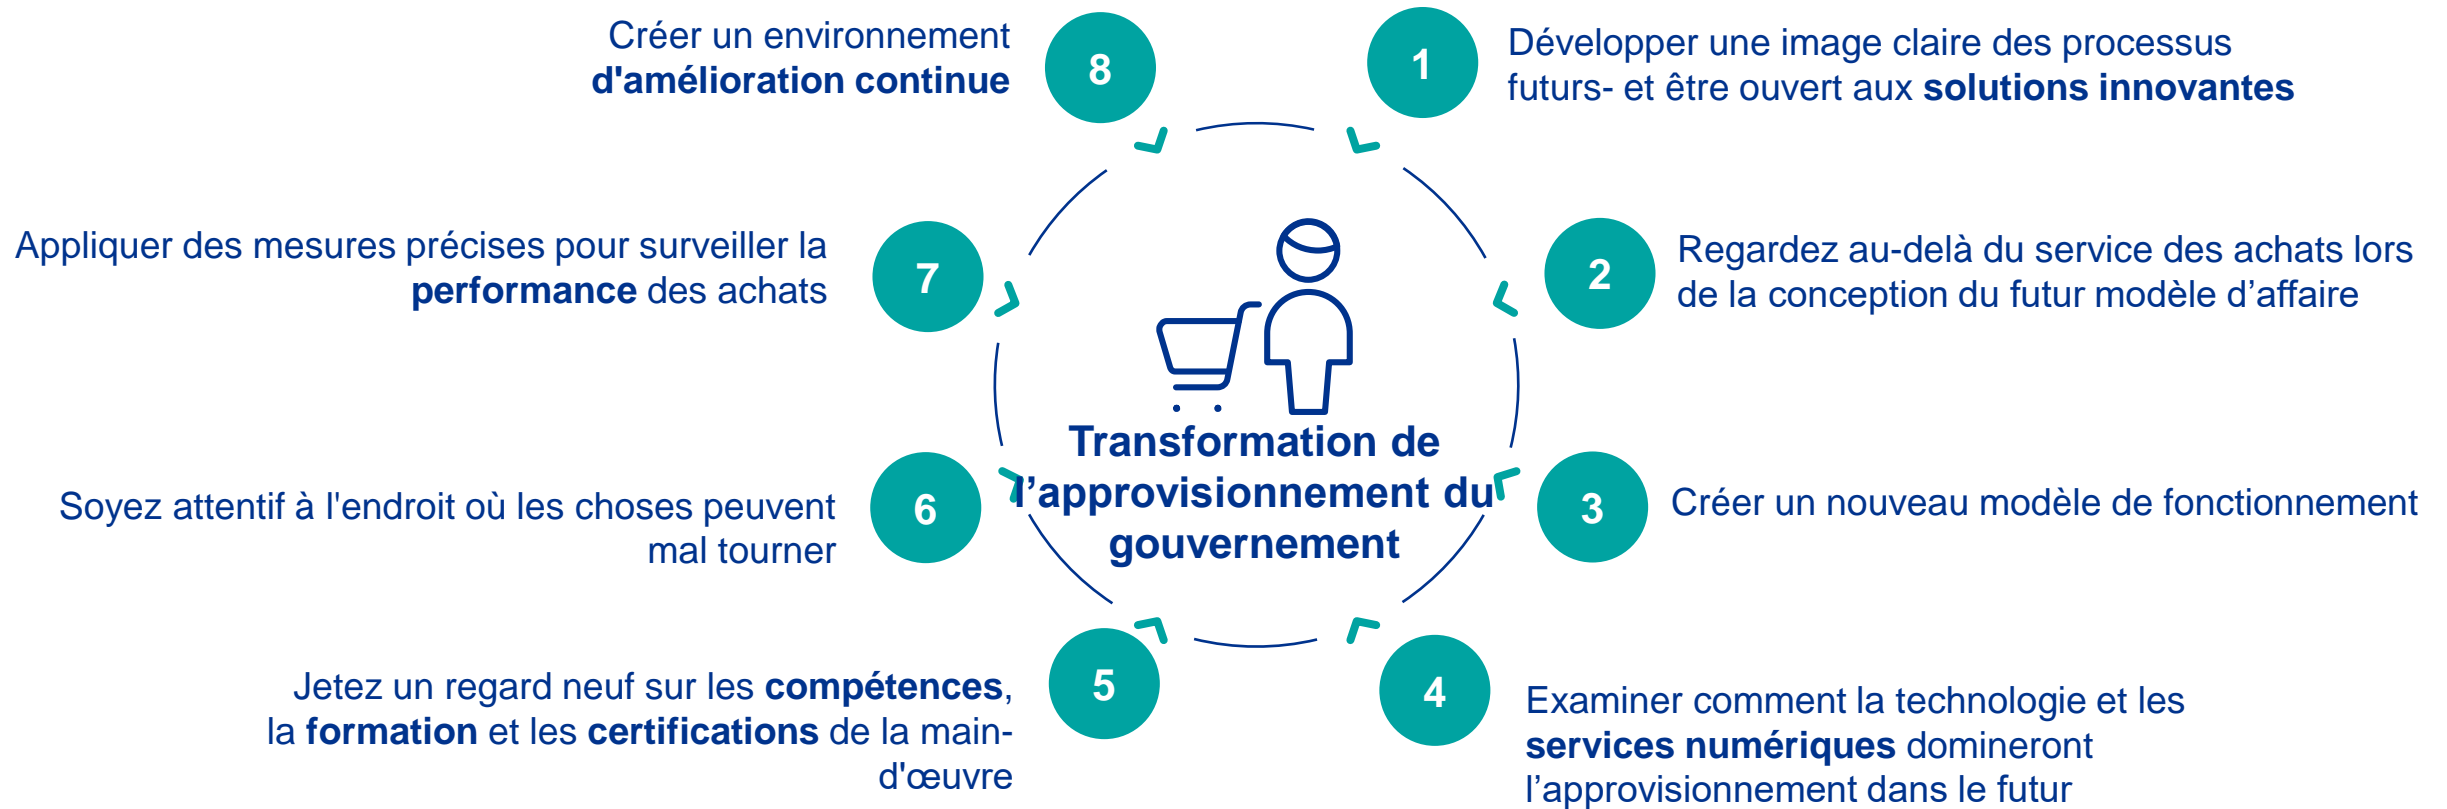 1
Développer une image claire des processus
futurs- et être ouvert aux solutions innovantes
2
Regardez au-delà du service des achats lors
de la conception du futur modèle d’affaire
3
Créer un nouveau modèle de fonctionnement
4
Examiner comment la technologie et les
services numériques domineront
l’approvisionnement dans le futur
5
Jetez un regard neuf sur les compétences,
la formation et les certifications de la main-
d'œuvre
6
Soyez attentif à l'endroit où les choses peuvent
mal tourner
7
Appliquer des mesures précises pour surveiller la
performance des achats
8
Créer un environnement
d'amélioration continue
Transformation de
l’approvisionnement du
gouvernement